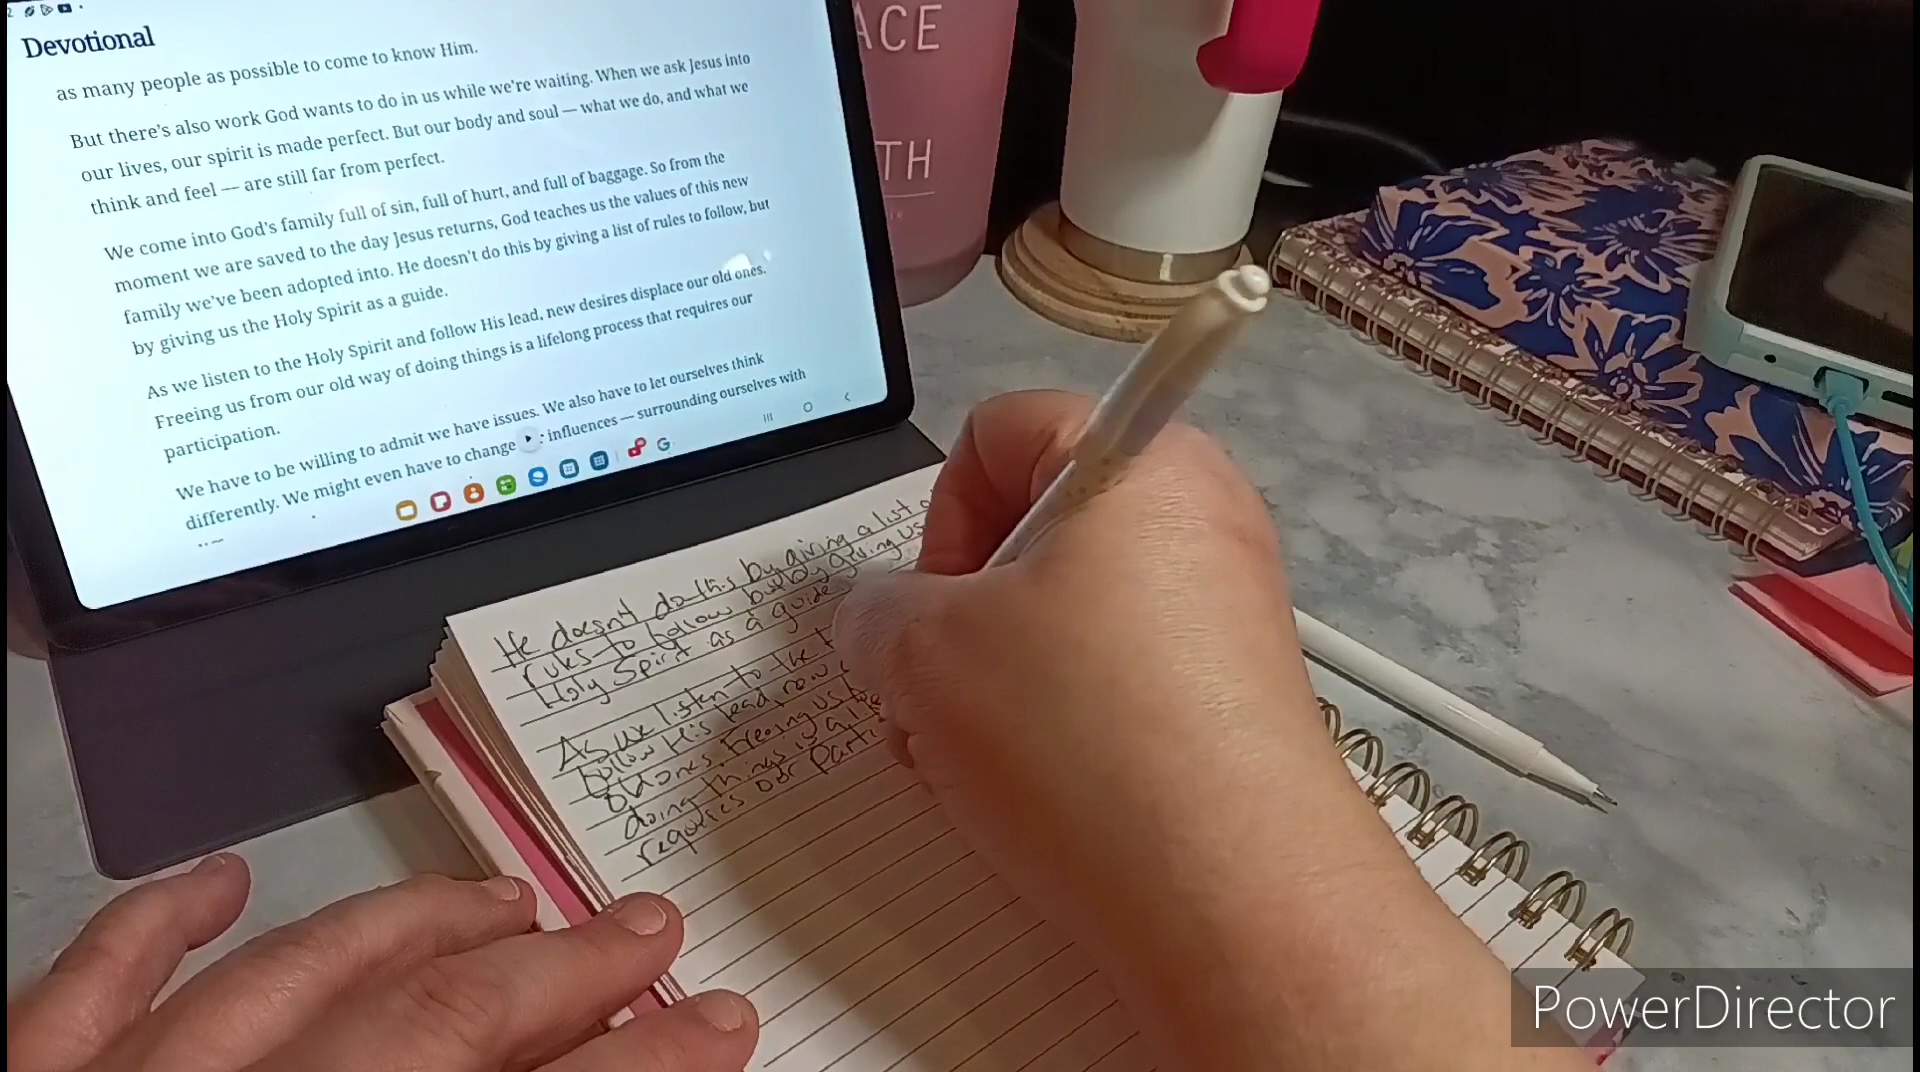 Devotional
as many people as possible to come to know Him.
But there's also work God wants to do in us while we're waiting. When we ask Jesus into
our lives, our spirit is made perfect. But our body and soul — what we do, and what we
think and feel — are still far from perfect.
We come into God's family full of sin, full of hurt, and full of baggage. So from the
moment we are saved to the day Jesus returns, God teaches us the values of this new
family we've been adopted into. He doesn't do this by giving a list of rules to follow, but
by giving us the Holy Spirit as a guide.
As we listen to the Holy Spirit and follow His lead, new desires displace our old ones.
Freeing us from our old way of doing things is a lifelong process that requires our
participation.
We have to be willing to admit we have issues. We also have to let ourselves think
differently. We might even have to change : influences — surrounding ourselves with
ACE
TH
He doesn't do this by giving a list
rules to follow but by giving us
Holy Spirit as a guide
As we listen to the
follow His lead, new
old ones. Freeing us
doing things is a
requires our Parti
PowerDirector